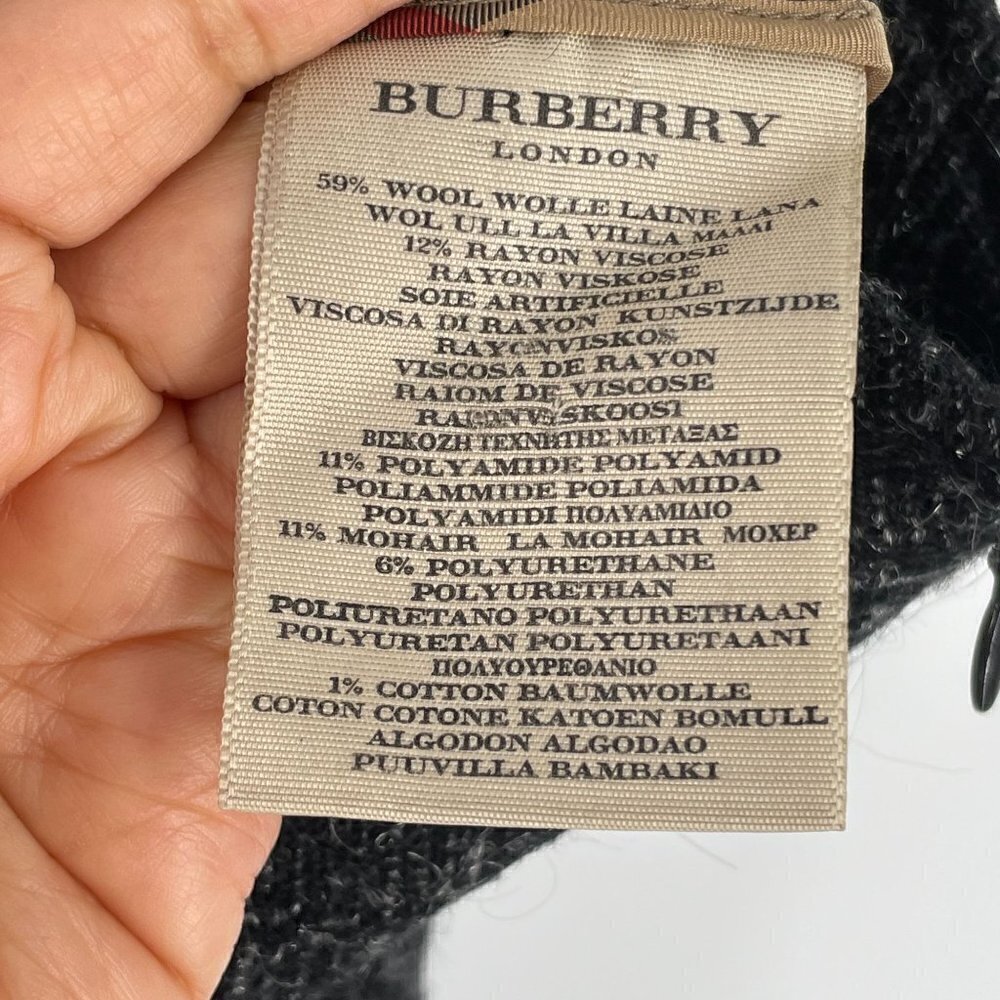 BURBERRY
LONDON
59% WOOL WOLLE LAINE LANA
WOL ULL LA VILLA ΜΑΛΛΙ
12% RAYON VISCOSE
RAYON VISKOSE
SOIE ARTIFICIELLE
VISCOSA DI RAYON KUNSTZIJDE
RAYONVISKOS
VISCOSA DE RAYON
RAIOM DE VISCOSE
RAIONVISKOOSI
ΒΙΣΚΟΖΗ ΤΕΧΝΗΤΗΣ ΜΕΤΑΞΑΣ
11% POLYAMIDE POLYAMID
POLIAMMIDE POLIAMIDA
POLYAMIDI ΠΟΛΥΑΜΙΔΙΟ
11% MOHAIR LA MOHAIR ΜΟΧΕΡ
6% POLYURETHANE
POLYURETHAN
POLIURETANO POLYURETHAAN
POLYURETAN POLYURETAANI
ΠΟΛΥΟΥΡΕΘΑΝΙΟ
1% COTTON BAUMWOLLE
COTON COTONE KATOEN BOMULL
ALGODON ALGODAO
PUUVILLA BAMBAKI